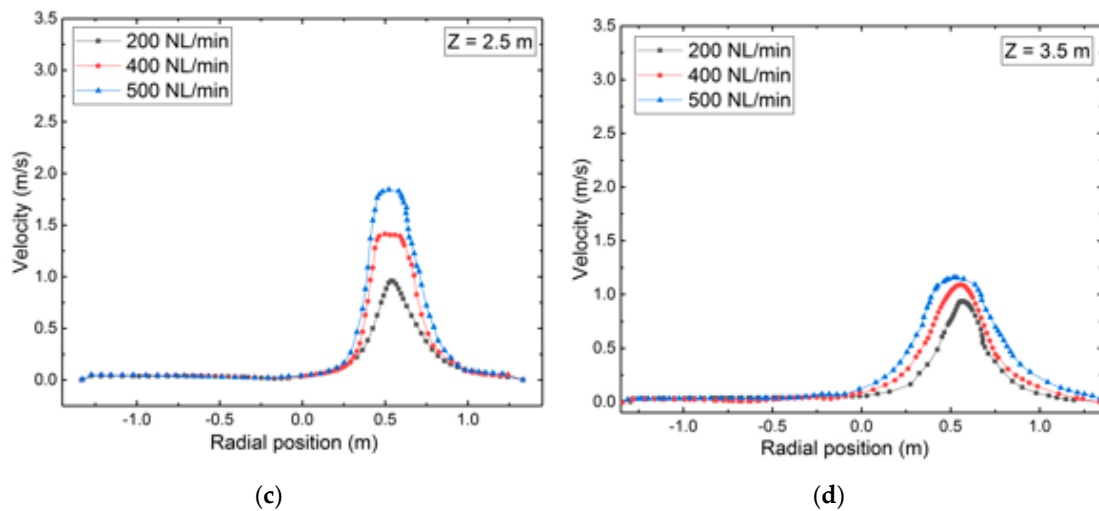 3.5
3.0
2.5
2.0
1.5
1.0
0.5
0.0
Velocity (m/s)
200 NL/min
400 NL/min
500 NL/min
Z = 2.5 m
-1.0
-0.5
0.0
0.5
1.0
Radial position (m)
(c)
3.5
3.0
2.5
2.0
1.5
1.0
0.5
0.0
Velocity (m/s)
200 NL/min
400 NL/min
500 NL/min
Z = 3.5 m
-1.0
-0.5
0.0
0.5
1.0
Radial position (m)
(d)